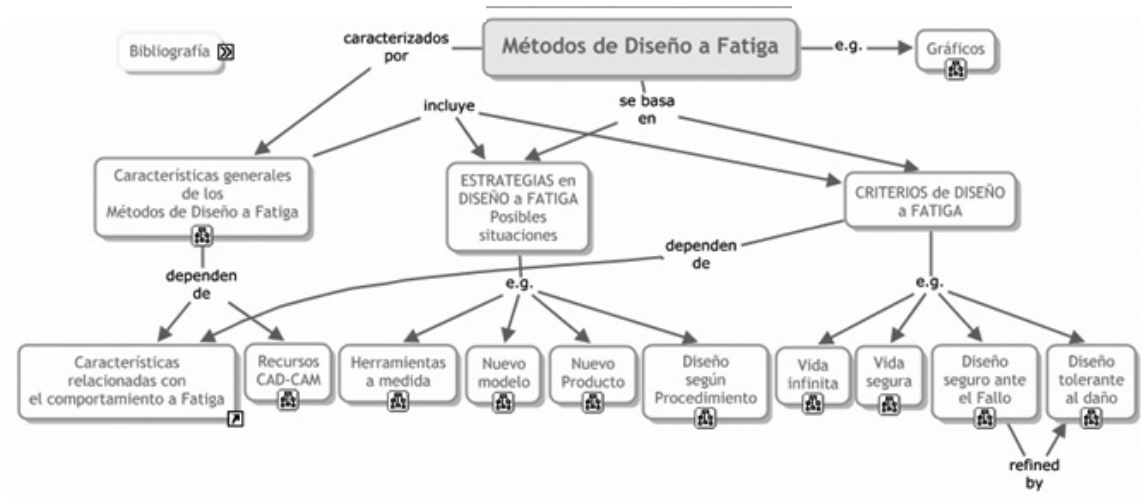 Métodos de Diseño a Fatiga
Bibliografía
caracterizados
por
e.g.
Gráficos
incluye
se basa
en
Características generales
de los
Métodos de Diseño a Fatiga
ESTRATEGIAS en
DISEÑO a FATIGA
Posibles
situaciones
CRITERIOS de DISEÑO
a FATIGA
dependen
de
dependen
de
e.g.
e.g.
Características
relacionadas con
el comportamiento a Fatiga
Recursos
CAD-CAM
Herramientas
a medida
Nuevo
modelo
Nuevo
Producto
Diseño
según
Procedimiento
Vida
infinita
Vida
segura
Diseño
seguro ante
el Fallo
Diseño
tolerante
al daño
refined
by